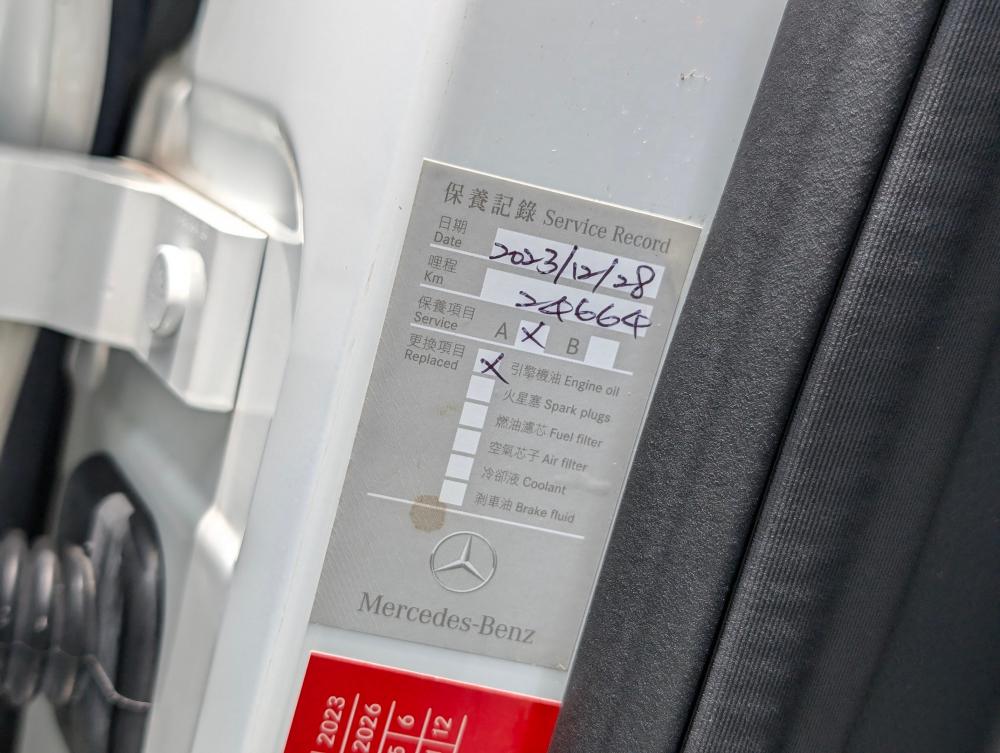 保養記錄 Service Record
日期
Date
2023/12/28
哩程
Km
24664
保養項目
Service
A X B
更換項目
Replaced
X 引擎機油 Engine oil
火星塞 Spark plugs
燃油濾芯 Fuel filter
空氣芯子 Air filter
冷卻液 Coolant
剎車油 Brake fluid
Mercedes-Benz
2023
2026
6
12